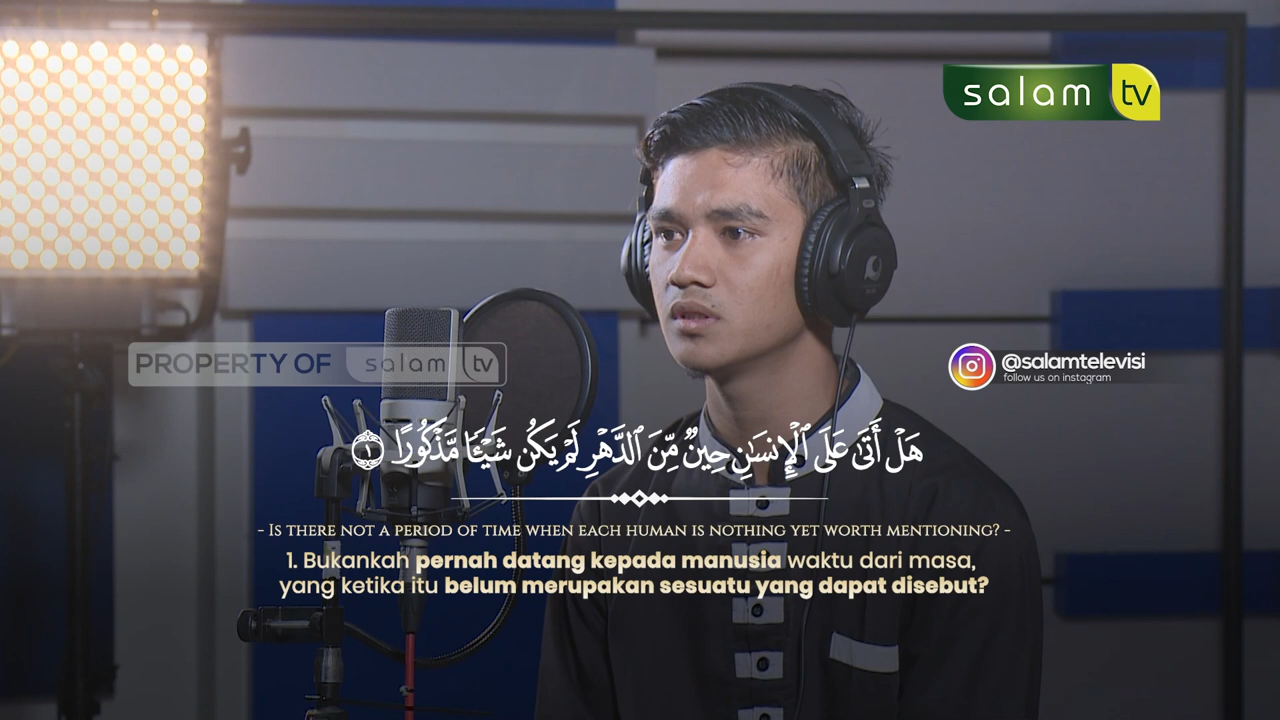 salam tv
PROPERTY OF salam tv
@salamtelevisi
follow us on instagram
هَلْ أَتَىٰ عَلَى ٱلْإِنسَٰنِ حِينٌ مِّنَ ٱلدَّهْرِ لَمْ يَكُن شَيْـًٔا مَّذْكُورًا ١
- IS THERE NOT A PERIOD OF TIME WHEN EACH HUMAN IS NOTHING YET WORTH MENTIONING? -
1. Bukankah pernah datang kepada manusia waktu dari masa,
yang ketika itu belum merupakan sesuatu yang dapat disebut?